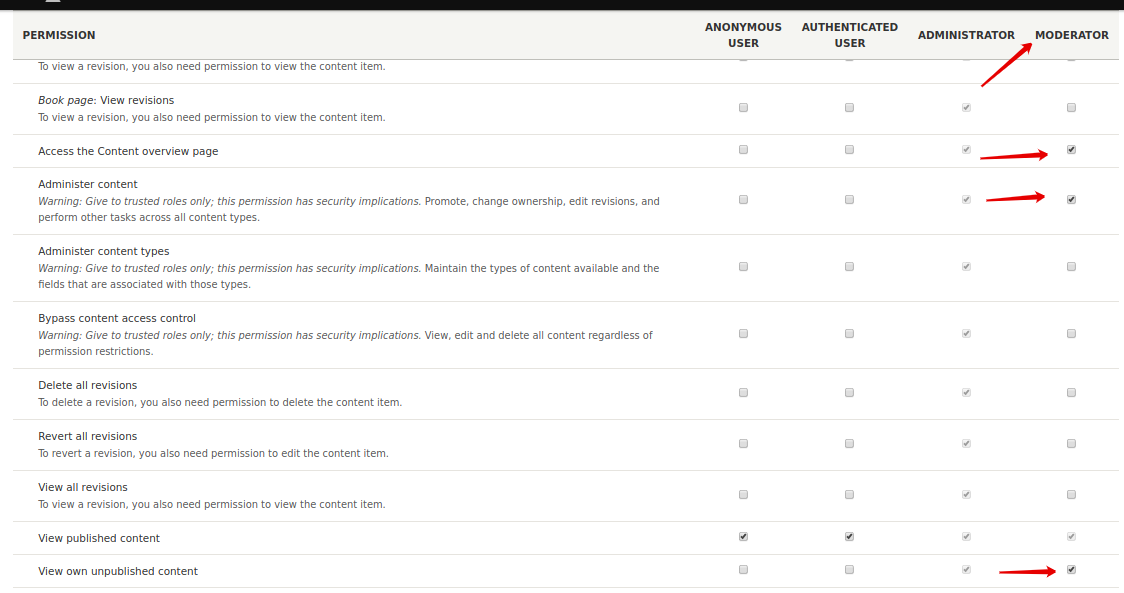 PERMISSION
ANONYMOUS USER
AUTHENTICATED USER
ADMINISTRATOR
MODERATOR
To view a revision, you also need permission to view the content item.
Book page: View revisions
To view a revision, you also need permission to view the content item.
Access the Content overview page
Administer content
Warning: Give to trusted roles only; this permission has security implications. Promote, change ownership, edit revisions, and
perform other tasks across all content types.
Administer content types
Warning: Give to trusted roles only; this permission has security implications. Maintain the types of content available and the
fields that are associated with those types.
Bypass content access control
Warning: Give to trusted roles only; this permission has security implications. View, edit and delete all content regardless of
permission restrictions.
Delete all revisions
To delete a revision, you also need permission to delete the content item.
Revert all revisions
To revert a revision, you also need permission to edit the content item.
View all revisions
To view a revision, you also need permission to view the content item.
View published content
View own unpublished content